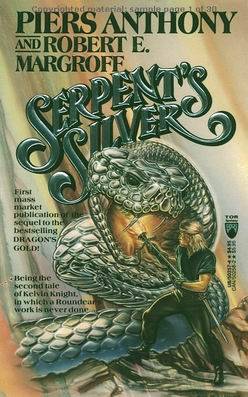 Copyrighted material: sample page 1 of 30
PIERS ANTHONY
AND ROBERT E.
MARGROFF
SERPENT'S
SILVER
First
mass
market
publication of the
sequel to the
bestselling
DRAGON'S
GOLD!
Being the
second tale
of Kelvin Knight,
in which a Roundear's
work is never done...
TOR